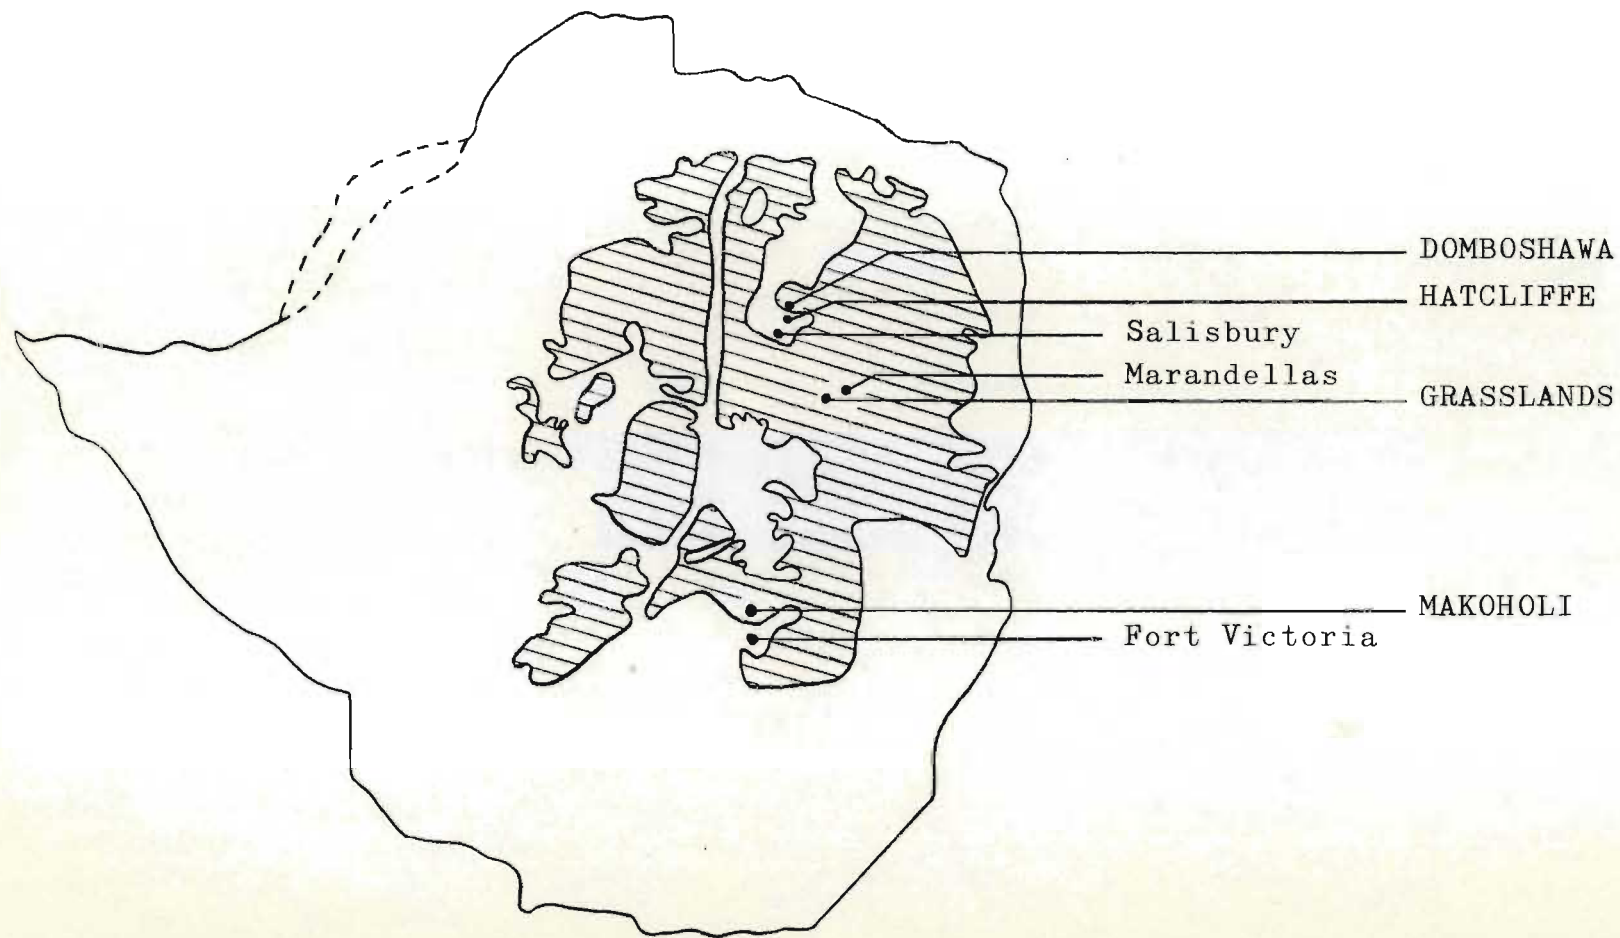 DOMBOSHAWA
HATCLIFFE
Salisbury
Marandellas
GRASSLANDS
MAKOHOLI
Fort Victoria